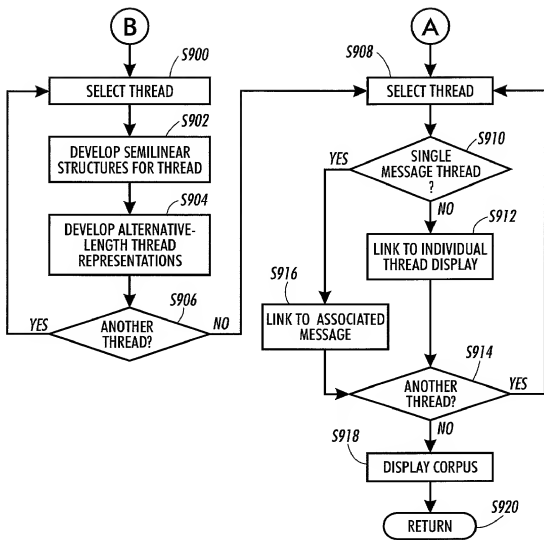 B
S900
SELECT THREAD
S902
DEVELOP SEMILINEAR
STRUCTURES FOR THREAD
S904
DEVELOP ALTERNATIVE-
LENGTH THREAD
REPRESENTATIONS
S906
YES
ANOTHER
THREAD?
NO
A
S908
SELECT THREAD
S910
YES
SINGLE
MESSAGE THREAD
?
NO
S912
LINK TO INDIVIDUAL
THREAD DISPLAY
S916
LINK TO ASSOCIATED
MESSAGE
S914
ANOTHER
THREAD?
YES
NO
S918
DISPLAY CORPUS
S920
RETURN